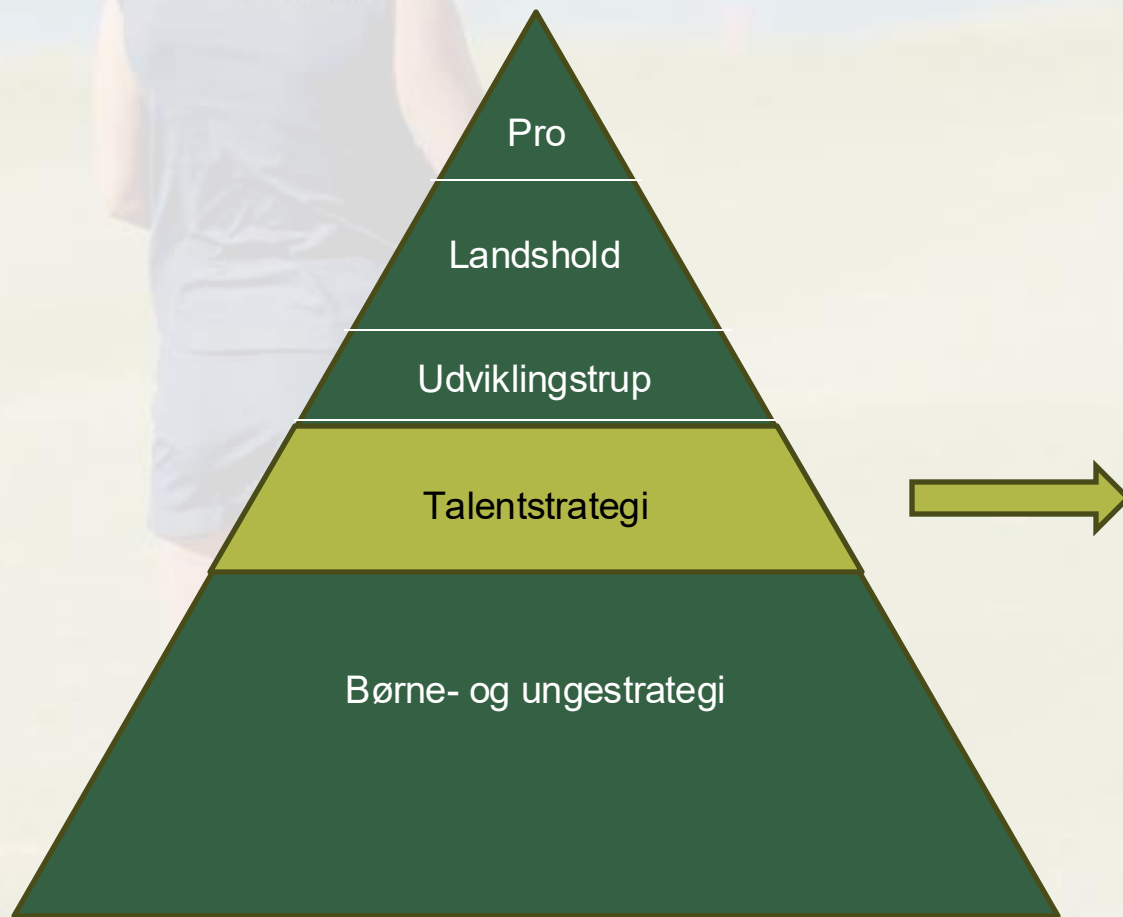 Pro
Landshold
Udviklingstrup
Talentstrategi
Børne- og ungestrategi